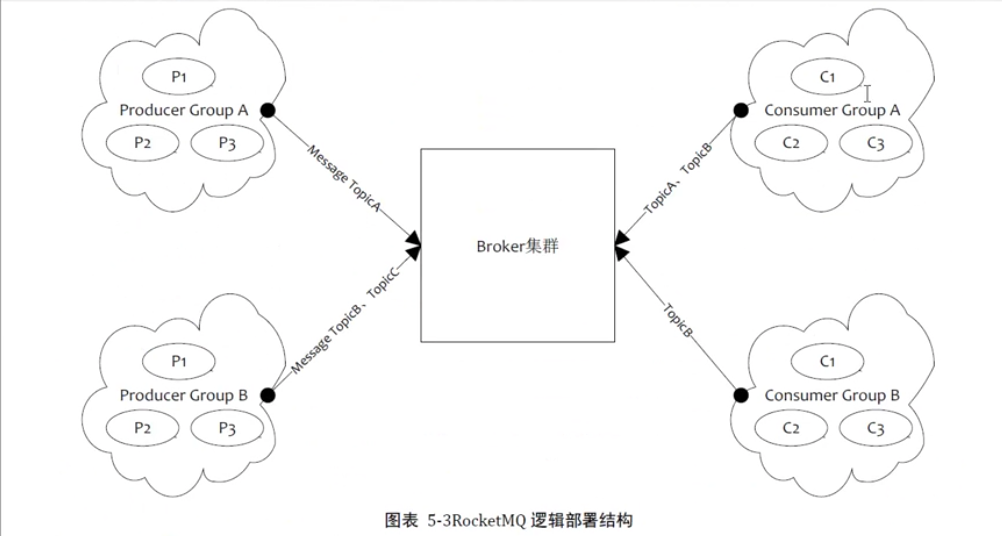 P1
Producer Group A
P2
P3
C1
Consumer Group A
C2
C3
Message TopicA
TopicA、TopicB
Broker集群
Message TopicB、TopicC
TopicB
P1
Producer Group B
P2
P3
C1
Consumer Group B
C2
C3
图表 5-3RocketMQ 逻辑部署结构